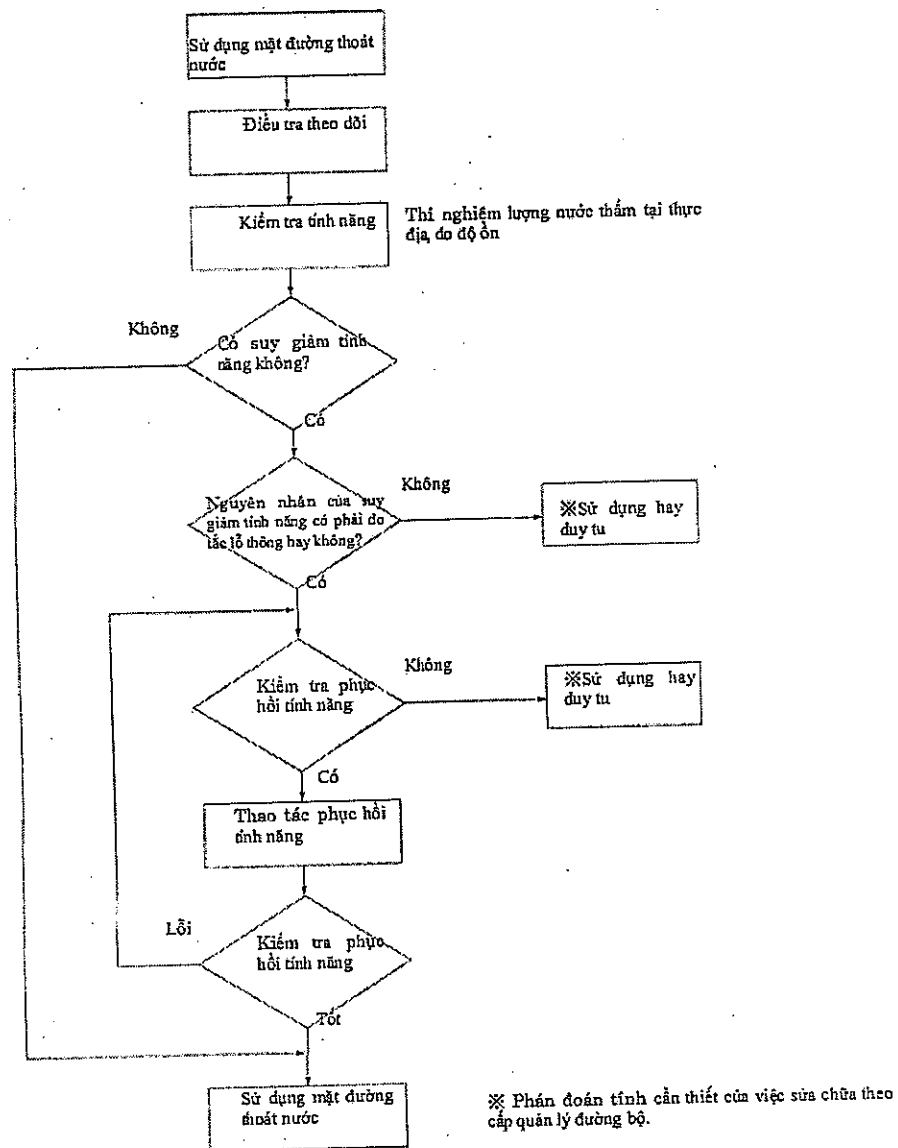 Sử dụng mặt đường thoát
nước
Điều tra theo dõi
Kiểm tra tính năng
Thí nghiệm lượng nước thấm tại thực
địa, đo độ ồn
Không
Có suy giảm tính
năng không?
Có
Không
Nguyên nhân của suy
giảm tính năng có phải do
tắc lỗ thông hay không?
※Sử dụng hay
duy tu
Có
Không
Kiểm tra phục
hồi tính năng
※Sử dụng hay
duy tu
Có
Thao tác phục hồi
tính năng
Lỗi
Kiểm tra phục
hồi tính năng
Tốt
Sử dụng mặt đường
thoát nước
※ Phán đoán tính cần thiết của việc sửa chữa theo
cấp quản lý đường bộ.